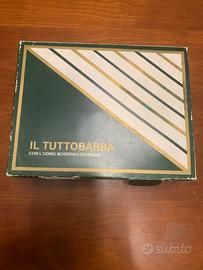 IL TUTTOBARBA
CON L'UOMO MODERNO OVUNQUE
subito